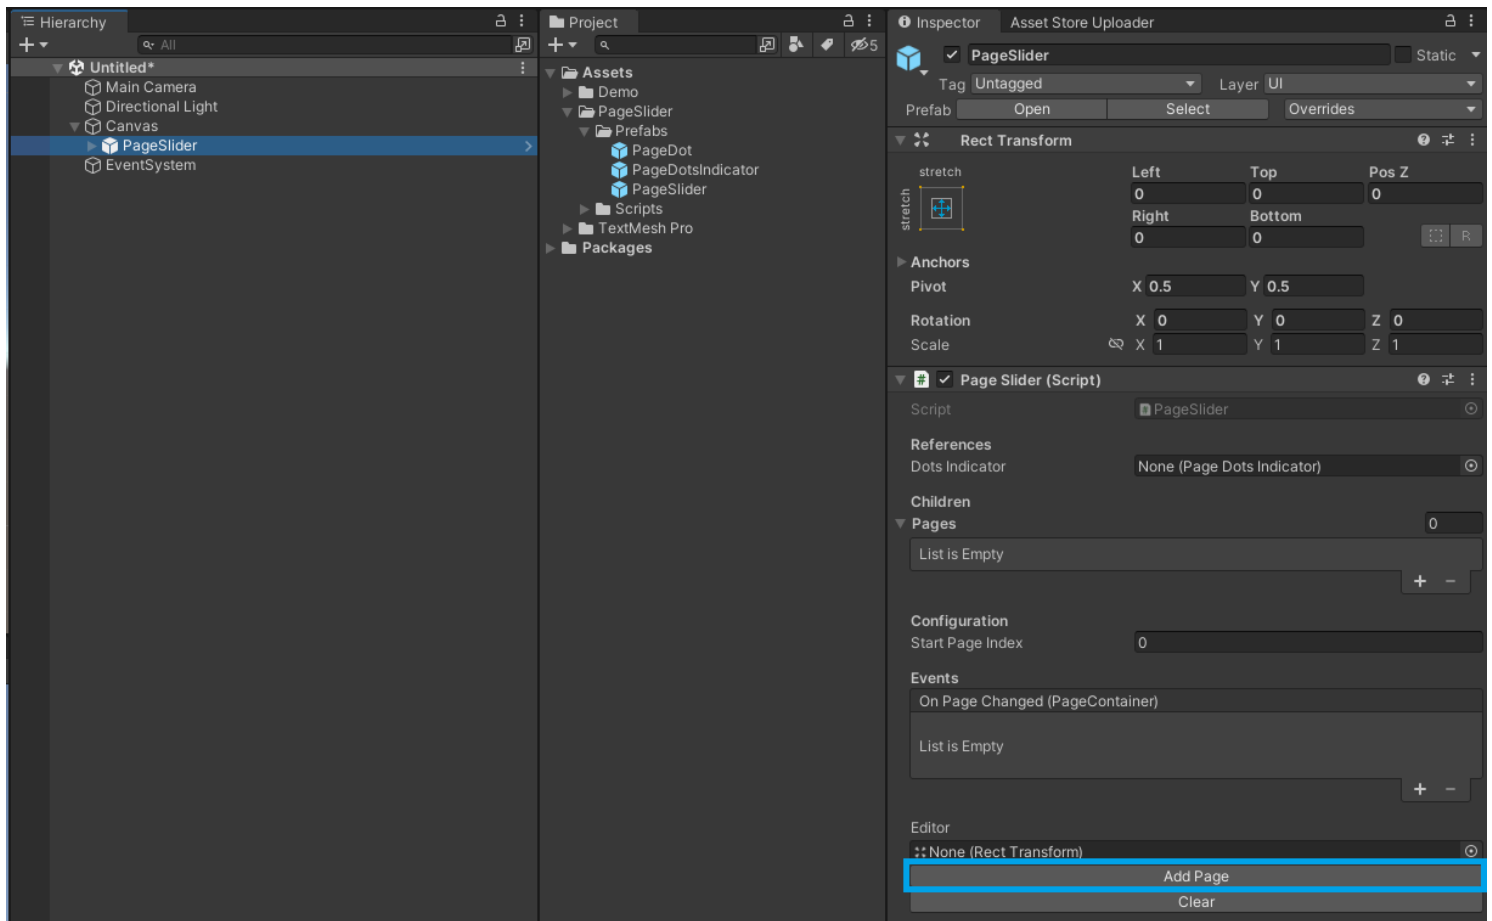 Hierarchy
All
Untitled*
Main Camera
Directional Light
Canvas
PageSlider
EventSystem
Project
5
Assets
Demo
PageSlider
Prefabs
PageDot
PageDotsIndicator
PageSlider
Scripts
TextMesh Pro
Packages
Inspector Asset Store Uploader
PageSlider Static
Tag Untagged Layer UI
Prefab Open Select Overrides
Rect Transform
stretch Left Top Pos Z
stretch 0 0 0
Right Bottom
0 0 R
Anchors
Pivot X 0.5 Y 0.5
Rotation X 0 Y 0 Z 0
Scale X 1 Y 1 Z 1
# Page Slider (Script)
Script PageSlider
References
Dots Indicator None (Page Dots Indicator)
Children
Pages 0
List is Empty
+ −
Configuration
Start Page Index 0
Events
On Page Changed (PageContainer)
List is Empty
+ −
Editor
None (Rect Transform)
Add Page
Clear